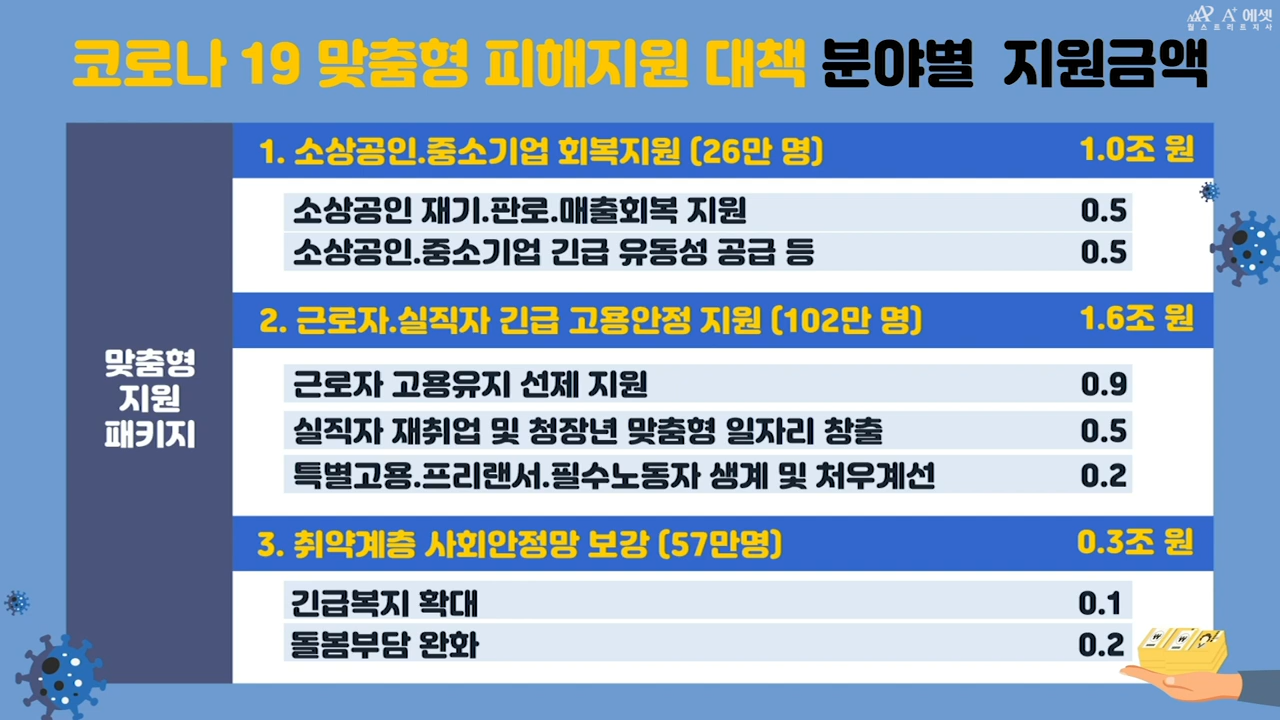 A⁺ 에셋
월스트리트지사
코로나 19 맞춤형 피해지원 대책 분야별 지원금액
맞춤형
지원
패키지
1. 소상공인.중소기업 회복지원 (26만 명) 1.0조 원
소상공인 재기.판로.매출회복 지원 0.5
소상공인.중소기업 긴급 유동성 공급 등 0.5
2. 근로자.실직자 긴급 고용안정 지원 (102만 명) 1.6조 원
근로자 고용유지 선제 지원 0.9
실직자 재취업 및 청장년 맞춤형 일자리 창출 0.5
특별고용.프리랜서.필수노동자 생계 및 처우계선 0.2
3. 취약계층 사회안정망 보강 (57만명) 0.3조 원
긴급복지 확대 0.1
돌봄부담 완화 0.2